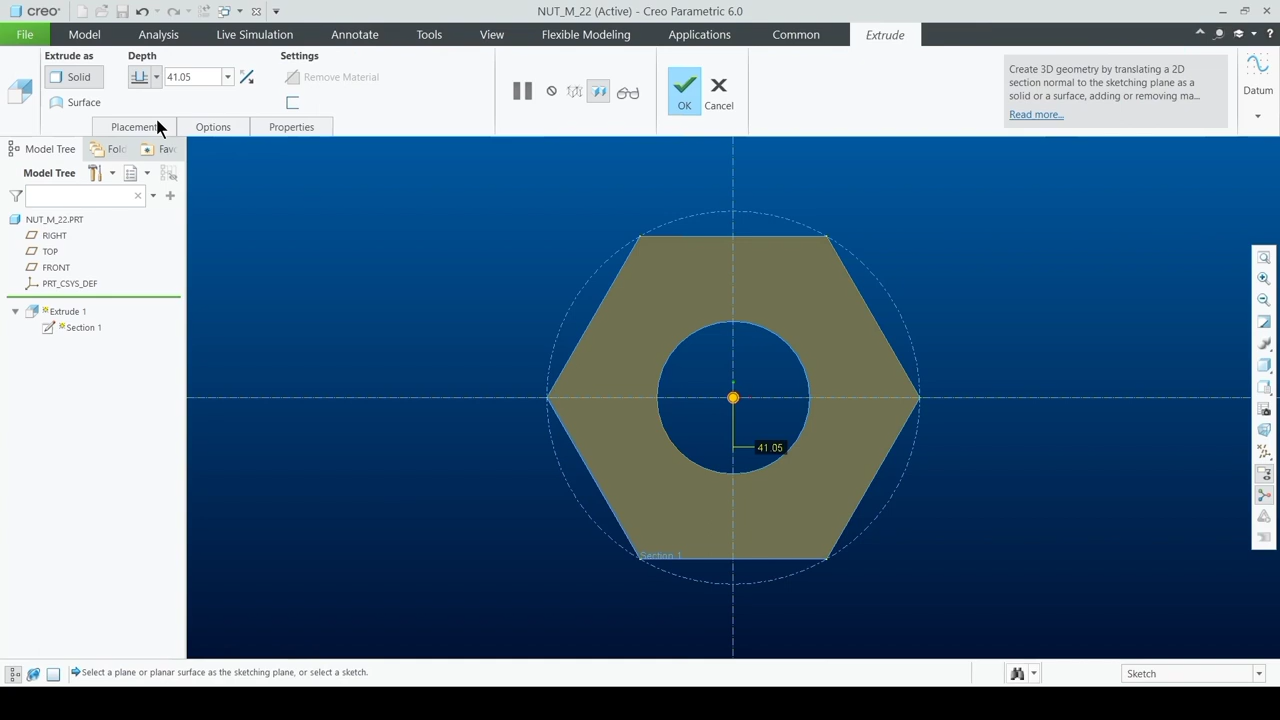 creo
NUT_M_22 (Active) - Creo Parametric 6.0
File Model Analysis Live Simulation Annotate Tools View Flexible Modeling Applications Common Extrude
Extrude as Depth Settings
Solid 41.05 Remove Material
Surface
OK Cancel
Create 3D geometry by translating a 2D
section normal to the sketching plane as a
solid or a surface, adding or removing ma...
Read more...
Datum
Placement Options Properties
Model Tree Fol Fav
Model Tree
NUT_M_22.PRT
RIGHT
TOP
FRONT
PRT_CSYS_DEF
Extrude 1
Section 1
41.05
Section 1
Select a plane or planar surface as the sketching plane, or select a sketch.
Sketch